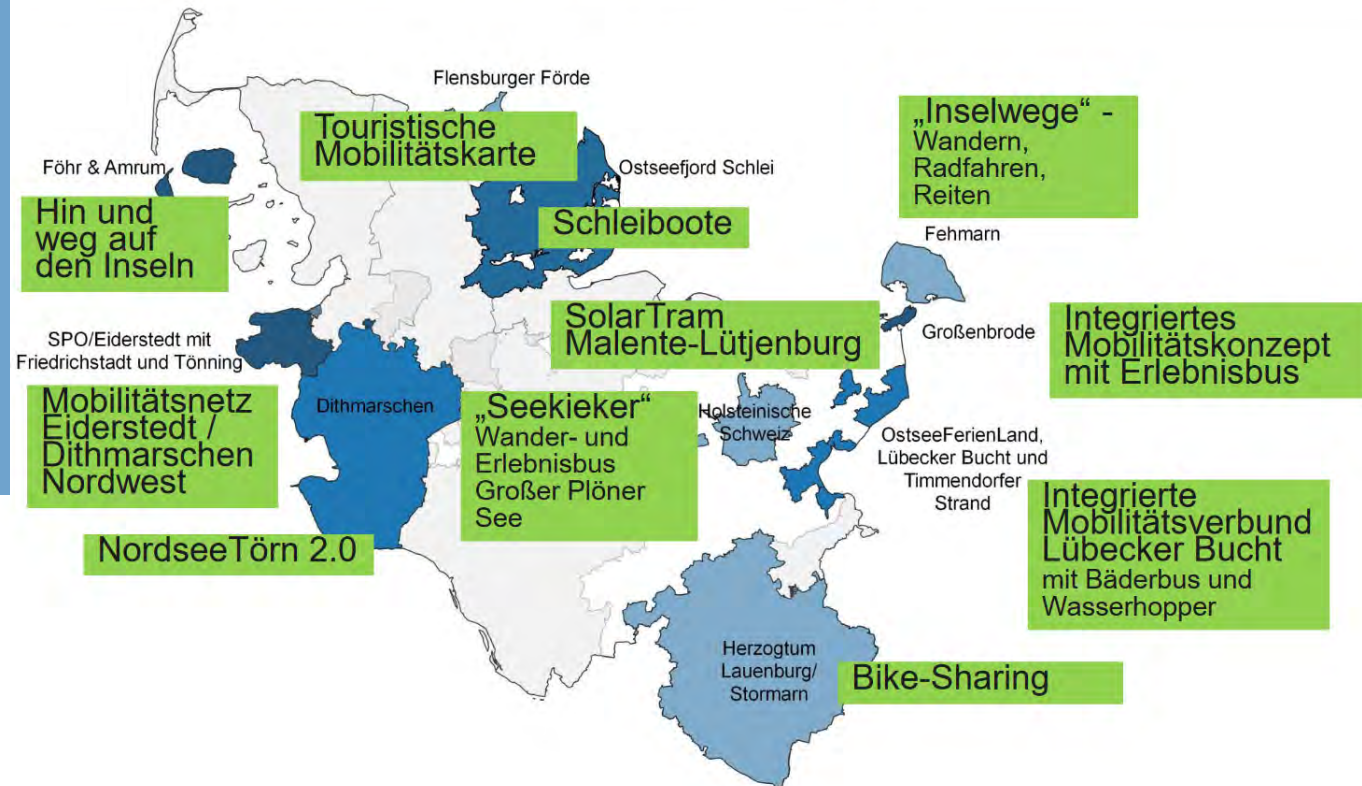 Flensburger Förde
Touristische
Mobilitätskarte
„Inselwege“ -
Wandern,
Radfahren,
Reiten
Föhr & Amrum
Ostseefjord Schlei
Hin und
weg auf
den Inseln
Schleiboote
Fehmarn
SPO/Eiderstedt mit
Friedrichstadt und Tönning
SolarTram
Malente-Lütjenburg
Großenbrode
Integriertes
Mobilitätskonzept
mit Erlebnisbus
Mobilitätsnetz
Eiderstedt /
Dithmarschen
Nordwest
Dithmarschen
„Seekieker“
Wander- und
Erlebnisbus
Großer Plöner
See
Holsteinische
Schweiz
OstseeFerienLand,
Lübecker Bucht und
Timmendorfer
Strand
Integrierte
Mobilitätsverbund
Lübecker Bucht
mit Bäderbus und
Wasserhopper
NordseeTörn 2.0
Herzogtum
Lauenburg/
Stormarn
Bike-Sharing